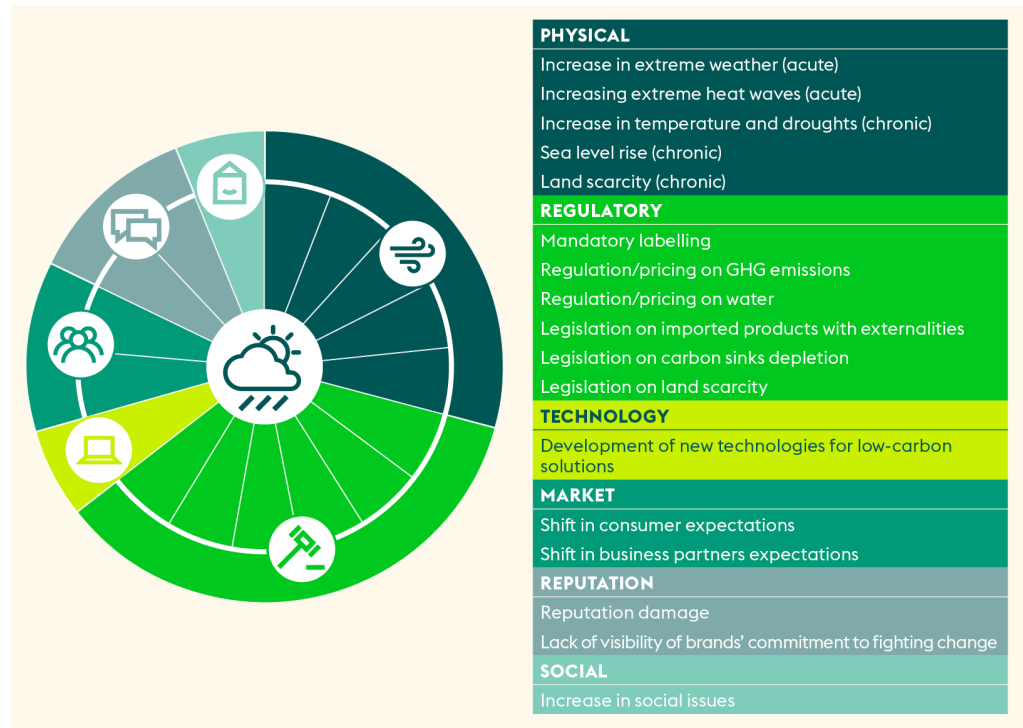 PHYSICAL
Increase in extreme weather (acute)
Increasing extreme heat waves (acute)
Increase in temperature and droughts (chronic)
Sea level rise (chronic)
Land scarcity (chronic)
REGULATORY
Mandatory labelling
Regulation/pricing on GHG emissions
Regulation/pricing on water
Legislation on imported products with externalities
Legislation on carbon sinks depletion
Legislation on land scarcity
TECHNOLOGY
Development of new technologies for low-carbon
solutions
MARKET
Shift in consumer expectations
Shift in business partners expectations
REPUTATION
Reputation damage
Lack of visibility of brands’ commitment to fighting change
SOCIAL
Increase in social issues